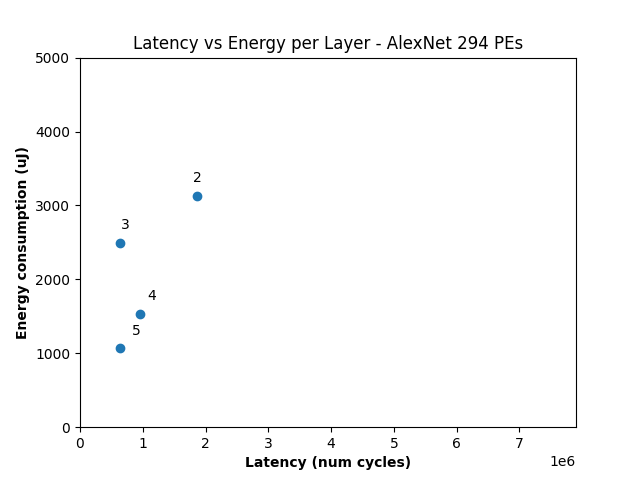 Latency vs Energy per Layer - AlexNet 294 PEs
Energy consumption (uJ)
5000
4000
3000
2000
1000
0
2
3
4
5
0 1 2 3 4 5 6 7
1e6
Latency (num cycles)